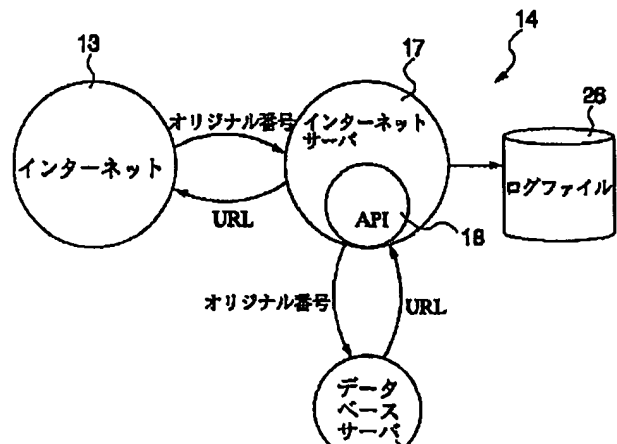 13
17
14
オリジナル番号
インターネット
サーバ
26
インターネット
ログファイル
URL
API
18
オリジナル番号
URL
データ
ベース
サーバ